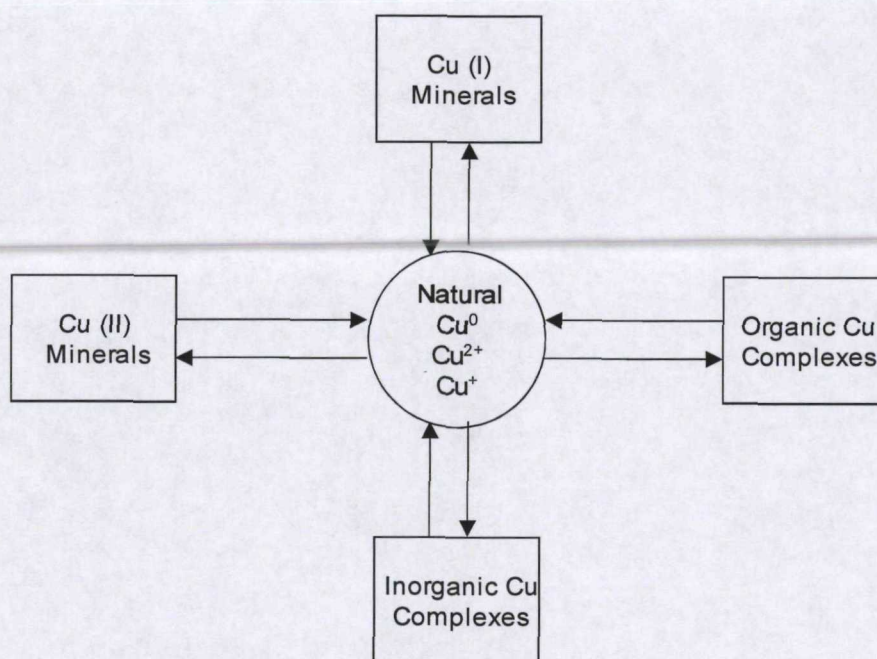 Cu (I)
Minerals
Cu (II)
Minerals
Natural
Cu⁰
Cu²⁺
Cu⁺
Organic Cu
Complexes
Inorganic Cu
Complexes